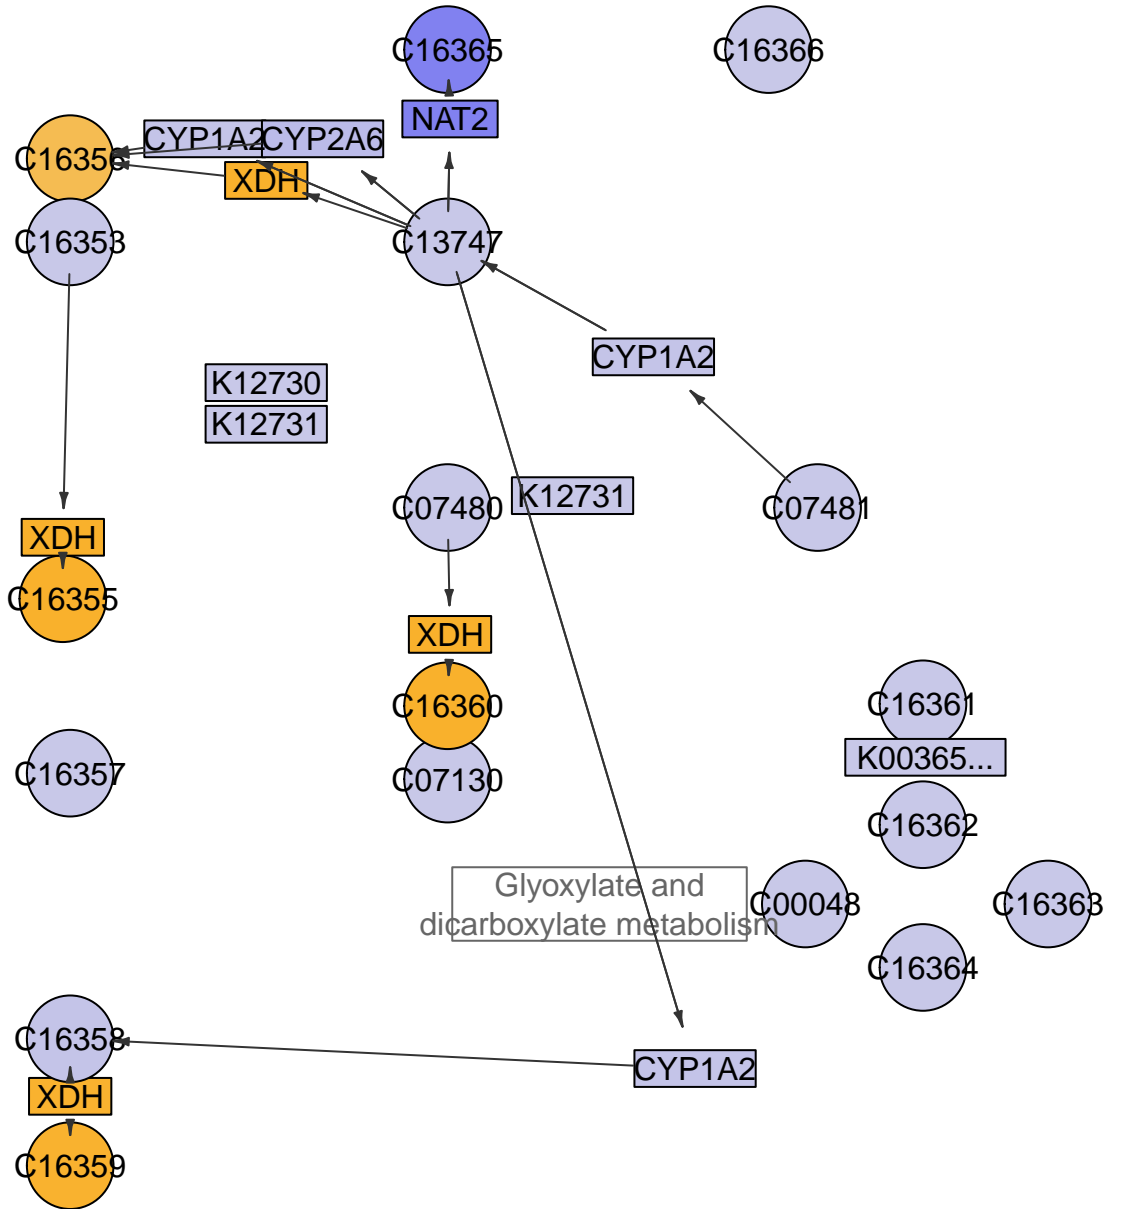 C16365
C16366
NAT2
CYP1A2
CYP2A6
C16356
XDH
C16353
C13747
CYP1A2
K12730
K12731
K12731
C07480
C07481
XDH
C16355
XDH
C16360
C16361
K00365...
C16357
C07130
C16362
Glyoxylate and
dicarboxylate metabolism
C00048
C16363
C16364
C16358
CYP1A2
XDH
C16359